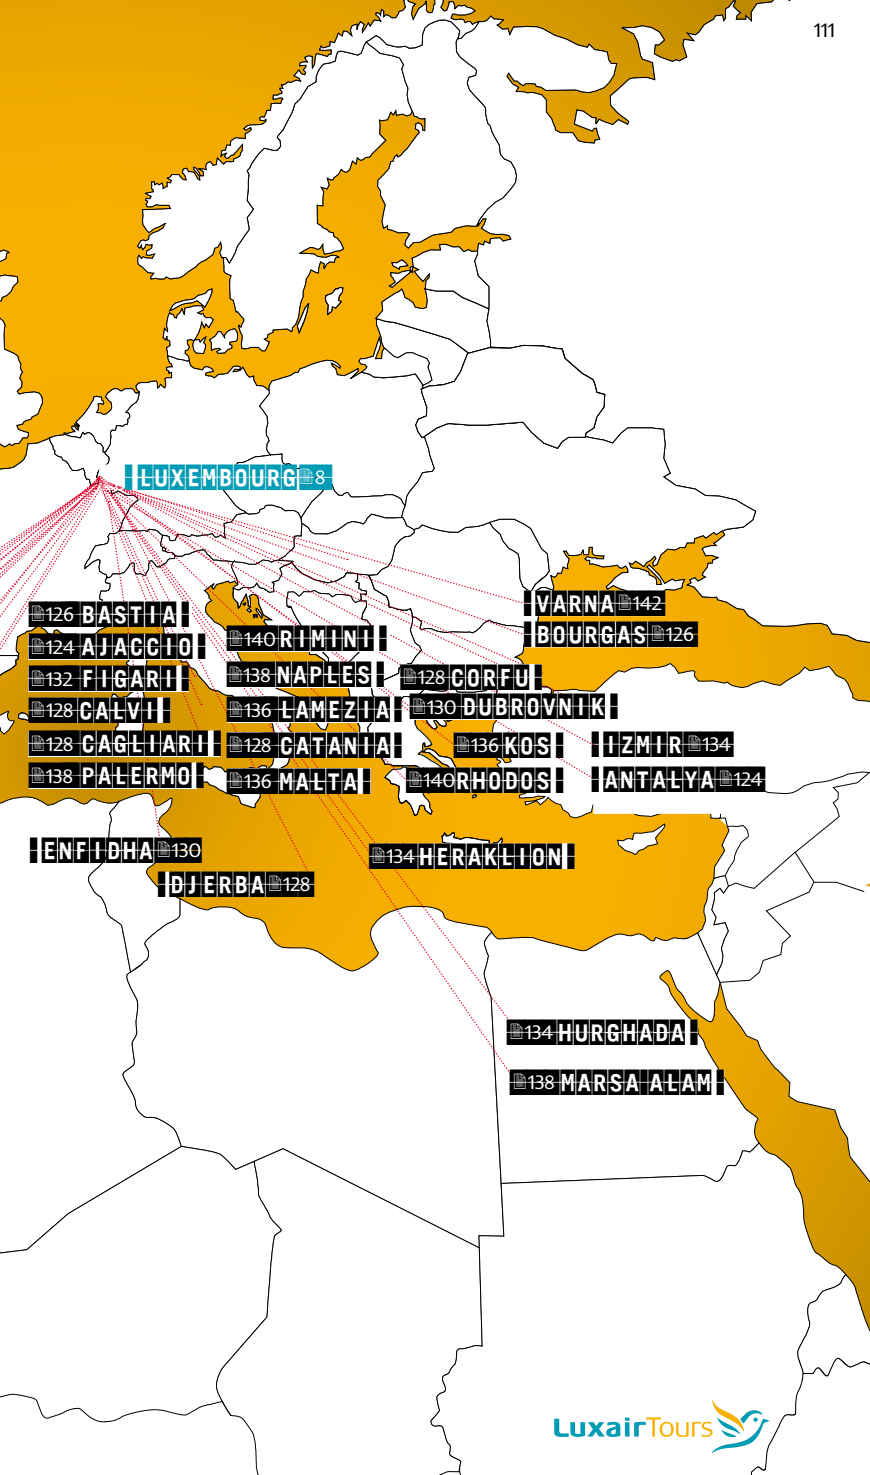 111
LUXEMBOURG 8
126 BASTIA
124 AJACCIO
132 FIGARI
128 CALVI
128 CAGLIARI
138 PALERMO
140 RIMINI
138 NAPLES
136 LAMEZIA
128 CATANIA
136 MALTA
VARNA 142
BOURGAS 126
128 CORFU
130 DUBROVNIK
136 KOS
140 RHODOS
IZMIR 134
ANTALYA 124
ENFIDHA 130
DJERBA 128
134 HERAKLION
134 HURGHADA
138 MARSA ALAM
LuxairTours